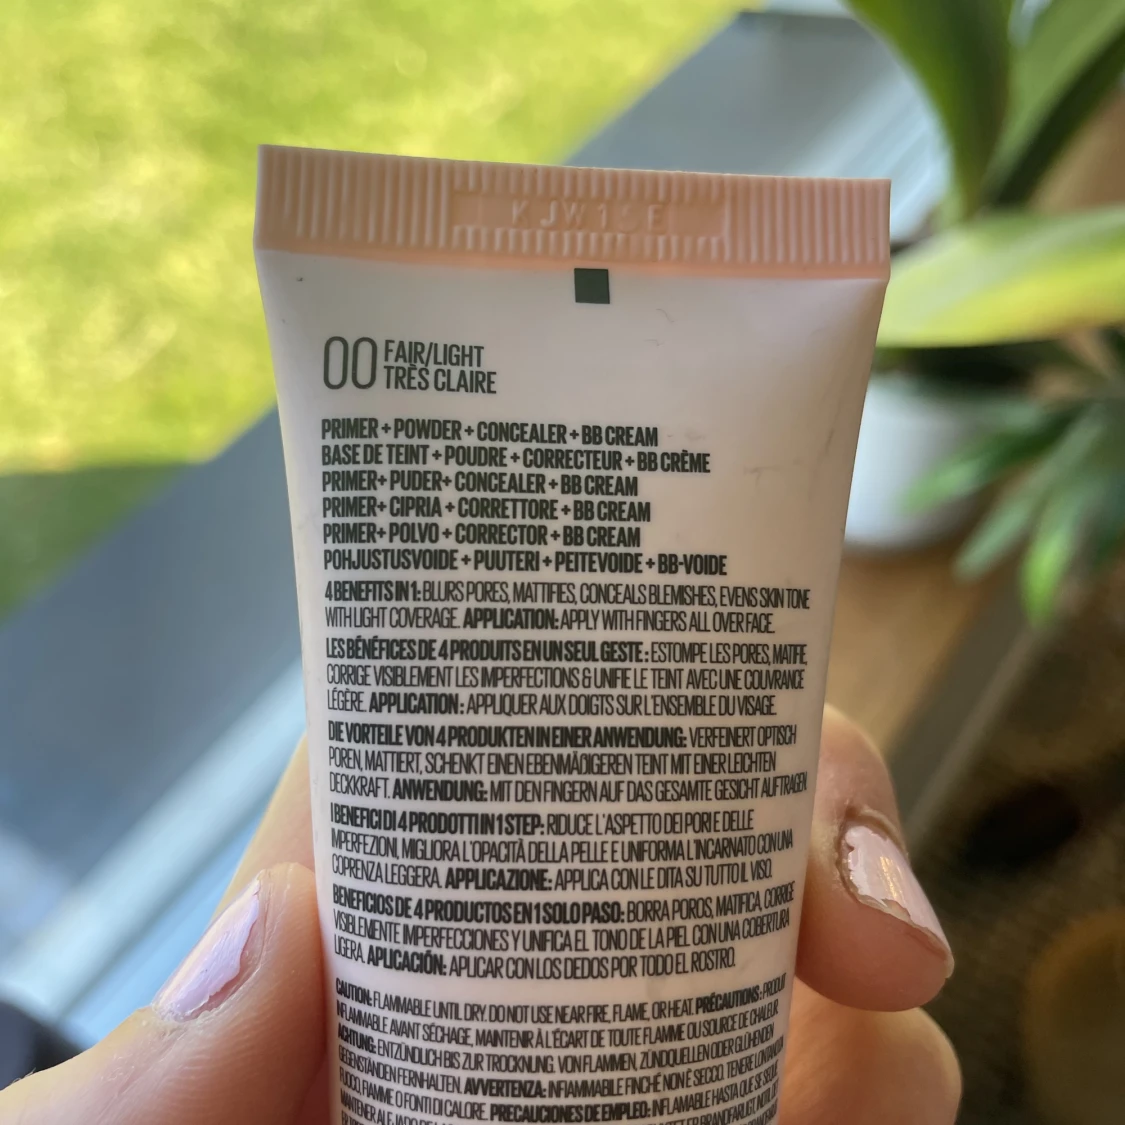 00 FAIR/LIGHT
TRÈS CLAIRE
PRIMER + POWDER + CONCEALER + BB CREAM
BASE DE TEINT + POUDRE + CORRECTEUR + BB CRÈME
PRIMER+ PUDER+ CONCEALER + BB CREAM
PRIMER+ CIPRIA + CORRETTORE + BB CREAM
PRIMER+ POLVO + CORRECTOR + BB CREAM
POHJUSTUSVOIDE + PUUTERI + PEITEVOIDE + BB-VOIDE
4 BENEFITS IN 1: BLURS PORES, MATTIFIES, CONCEALS BLEMISHES, EVENS SKIN TONE
WITH LIGHT COVERAGE. APPLICATION: APPLY WITH FINGERS ALL OVER FACE.
LES BÉNÉFICES DE 4 PRODUITS EN UN SEUL GESTE : ESTOMPE LES PORES, MATIFIE,
CORRIGE VISIBLEMENT LES IMPERFECTIONS & UNIFIE LE TEINT AVEC UNE COUVRANCE
LÉGÈRE. APPLICATION : APPLIQUER AUX DOIGTS SUR L'ENSEMBLE DU VISAGE.
DIE VORTEILE VON 4 PRODUKTEN IN EINER ANWENDUNG: VERFEINERT OPTISCH
POREN, MATTIERT, SCHENKT EINEN EBENMÄßIGEREN TEINT MIT EINER LEICHTEN
DECKKRAFT. ANWENDUNG: MIT DEN FINGERN AUF DAS GESAMTE GESICHT AUFTRAGEN.
I BENEFICI DI 4 PRODOTTI IN 1 STEP: RIDUCE L'ASPETTO DEI PORI E DELLE
IMPERFEZIONI, MIGLIORA L'OPACITÀ DELLA PELLE E UNIFORMA L'INCARNATO CON UNA
COPRENZA LEGGERA. APPLICAZIONE: APPLICA CON LE DITA SU TUTTO IL VISO.
BENEFICIOS DE 4 PRODUCTOS EN 1 SOLO PASO: BORRA POROS, MATIFICA, CORRIGE
VISIBLEMENTE IMPERFECCIONES Y UNIFICA EL TONO DE LA PIEL CON UNA COBERTURA
LIGERA. APLICACIÓN: APLICAR CON LOS DEDOS POR TODO EL ROSTRO.
CAUTION: FLAMMABLE UNTIL DRY. DO NOT USE NEAR FIRE, FLAME, OR HEAT. PRÉCAUTIONS : PRODUIT
INFLAMMABLE AVANT SÉCHAGE, MAINTENIR À L'ÉCART DE TOUTE FLAMME OU SOURCE DE CHALEUR
ACHTUNG: ENTZÜNDLICH BIS ZUR TROCKNUNG. VON FLAMMEN, ZÜNDQUELLEN ODER GLÜHENDEN
GEGENSTÄNDEN FERNHALTEN. AVVERTENZA: INFIAMMABILE FINCHÉ NON È SECCO. TENERE LONTANO DA
FUOCO, FIAMME O FONTI DI CALORE. PRECAUCIONES DE EMPLEO: INFLAMABLE HASTA QUE SE SEQUE
MANTENER ALEJADO DE